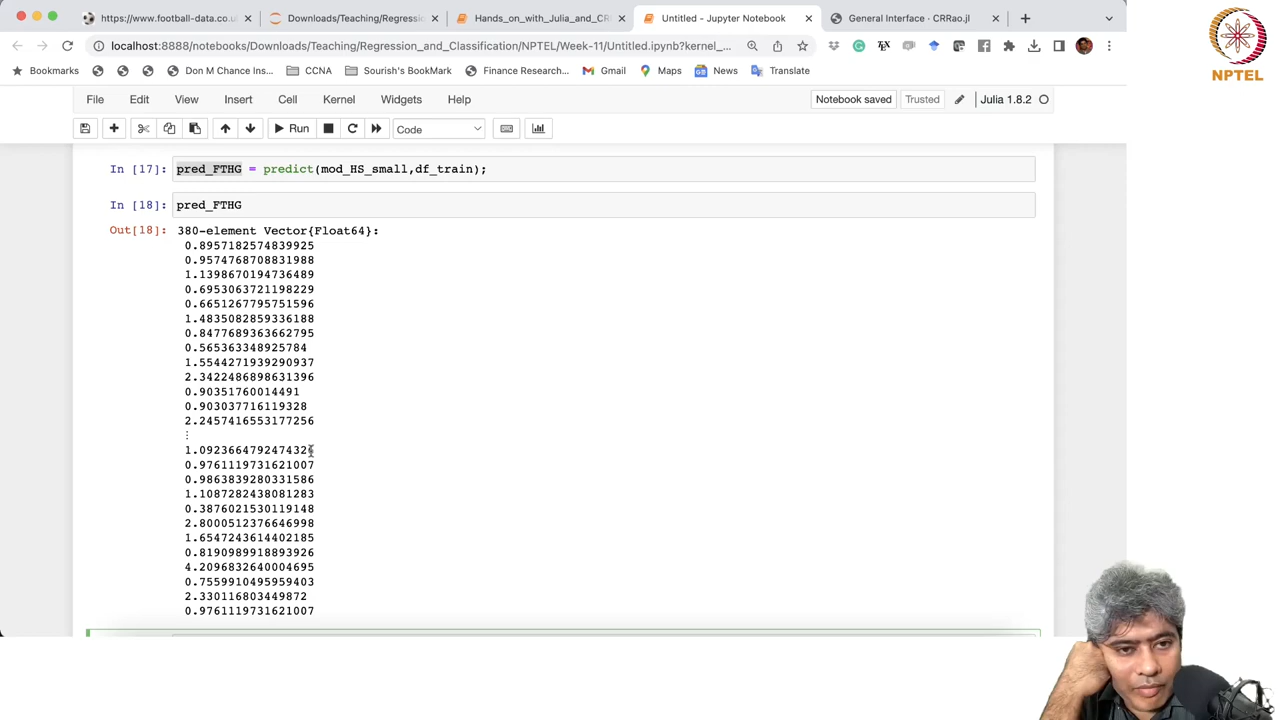 https://www.football-data.co.u
Downloads/Teaching/Regressi
Hands_on_with_Julia_and_CR
Untitled - Jupyter Notebook
General Interface · CRRao.jl
localhost:8888/notebooks/Downloads/Teaching/Regression_and_Classification/NPTEL/Week-11/Untitled.ipynb?kernel_...
Bookmarks
Don M Chance Ins...
CCNA
Sourish's BookMark
Finance Research...
Gmail
Maps
News
Translate
NPTEL
File Edit View Insert Cell Kernel Widgets Help
Notebook saved
Trusted
Julia 1.8.2
Run
Code
In [17]: pred_FTHG = predict(mod_HS_small,df_train);
In [18]: pred_FTHG
Out[18]: 380-element Vector{Float64}:
0.8957182574839925
0.9574768708831988
1.1398670194736489
0.6953063721198229
0.6651267795751596
1.4835082859336188
0.8477689363662795
0.565363348925784
1.5544271939290937
2.3422486898631396
0.90351760014491
0.903037716119328
2.2457416553177256
⋮
1.0923664792474326
0.9761119731621007
0.9863839280331586
1.1087282438081283
0.3876021530119148
2.8000512376646998
1.6547243614402185
0.8190989918893926
4.2096832640004695
0.7559910495959403
2.330116803449872
0.9761119731621007